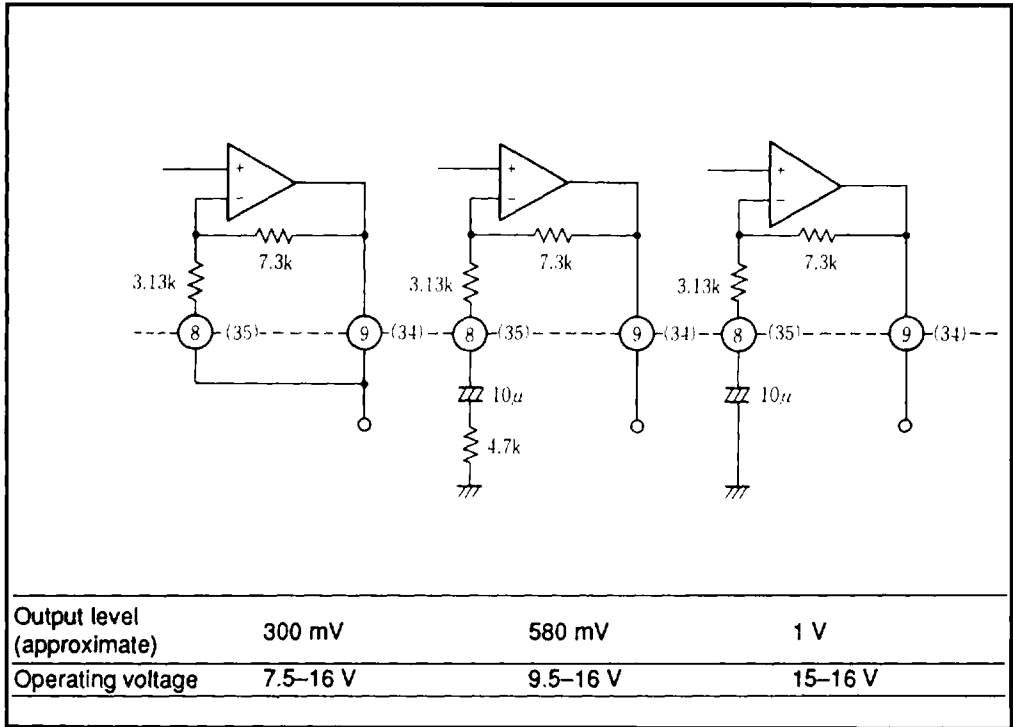 + + +
− − −
7.3k 7.3k 7.3k
3.13k 3.13k 3.13k
8 (35) 9 (34) 8 (35) 9 (34) 8 (35) 9 (34)
10μ 10μ
4.7k
Output level
(approximate) 300 mV 580 mV 1 V
Operating voltage 7.5–16 V 9.5–16 V 15–16 V